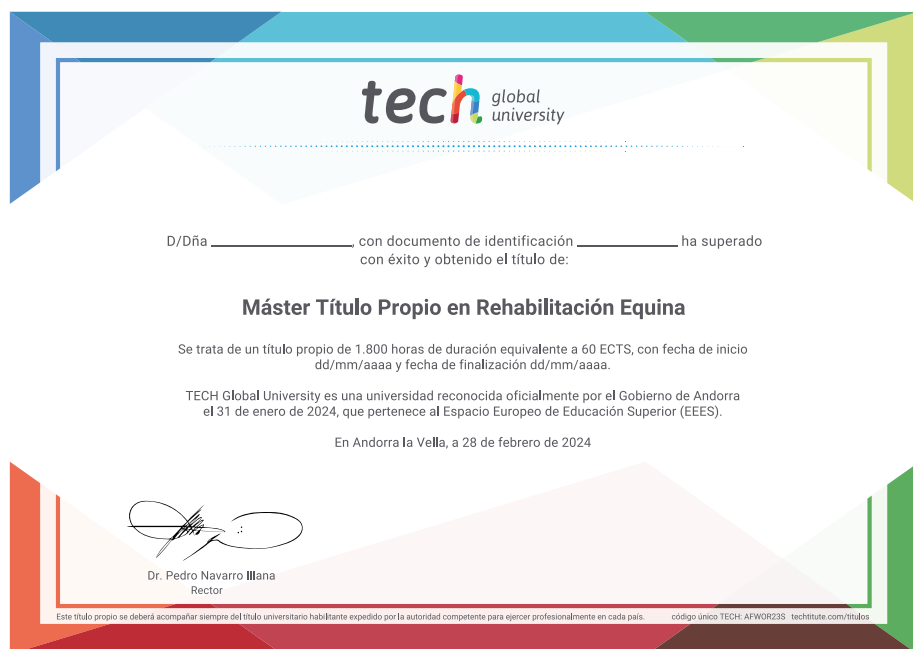 tech global university
D/Dña ________________, con documento de identificación ____________ ha superado
con éxito y obtenido el título de:
Máster Título Propio en Rehabilitación Equina
Se trata de un título propio de 1.800 horas de duración equivalente a 60 ECTS, con fecha de inicio
dd/mm/aaaa y fecha de finalización dd/mm/aaaa.
TECH Global University es una universidad reconocida oficialmente por el Gobierno de Andorra
el 31 de enero de 2024, que pertenece al Espacio Europeo de Educación Superior (EEES).
En Andorra la Vella, a 28 de febrero de 2024
Dr. Pedro Navarro Illana
Rector
Este título propio se deberá acompañar siempre del título universitario habilitante expedido por la autoridad competente para ejercer profesionalmente en cada país. código único TECH: AFWOR23S techtitute.com/titulos